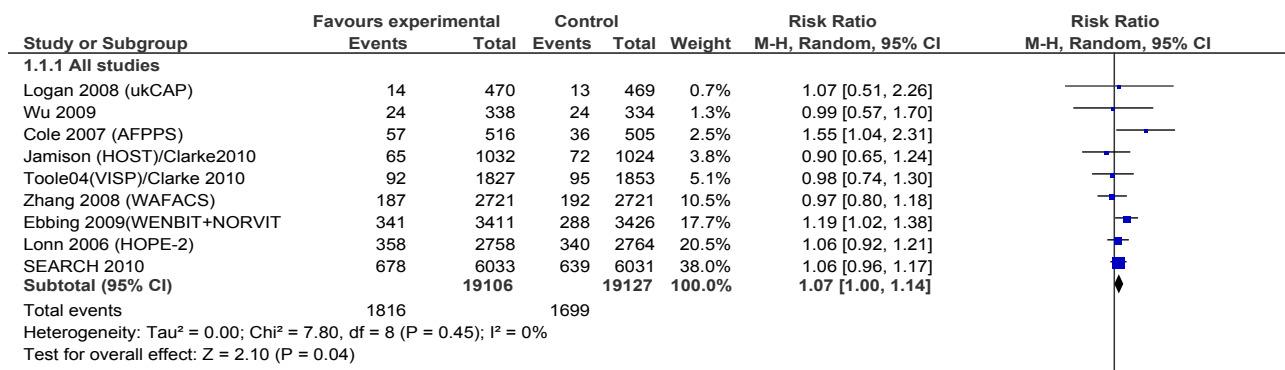 Favours experimental Control Risk Ratio Risk Ratio
Study or Subgroup Events Total Events Total Weight M-H, Random, 95% CI M-H, Random, 95% CI
1.1.1 All studies
Logan 2008 (ukCAP) 14 470 13 469 0.7% 1.07 [0.51, 2.26]
Wu 2009 24 338 24 334 1.3% 0.99 [0.57, 1.70]
Cole 2007 (AFPPS) 57 516 36 505 2.5% 1.55 [1.04, 2.31]
Jamison (HOST)/Clarke2010 65 1032 72 1024 3.8% 0.90 [0.65, 1.24]
Toole04(VISP)/Clarke 2010 92 1827 95 1853 5.1% 0.98 [0.74, 1.30]
Zhang 2008 (WAFACS) 187 2721 192 2721 10.5% 0.97 [0.80, 1.18]
Ebbing 2009(WENBIT+NORVIT 341 3411 288 3426 17.7% 1.19 [1.02, 1.38]
Lonn 2006 (HOPE-2) 358 2758 340 2764 20.5% 1.06 [0.92, 1.21]
SEARCH 2010 678 6033 639 6031 38.0% 1.06 [0.96, 1.17]
Subtotal (95% CI) 19106 19127 100.0% 1.07 [1.00, 1.14]
Total events 1816 1699
Heterogeneity: Tau² = 0.00; Chi² = 7.80, df = 8 (P = 0.45); I² = 0%
Test for overall effect: Z = 2.10 (P = 0.04)